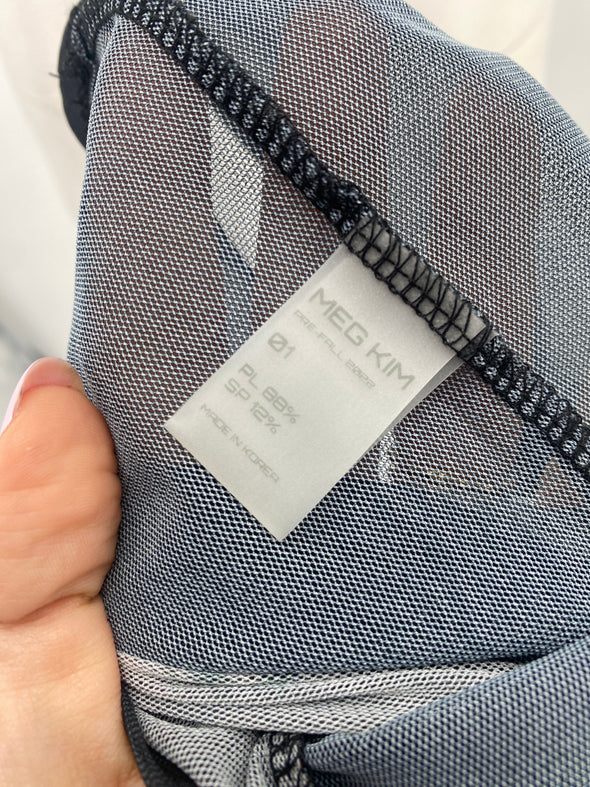 MEG KIM
PRE FALL 2022
01
PL 88%
SP 12%
MADE IN KOREA